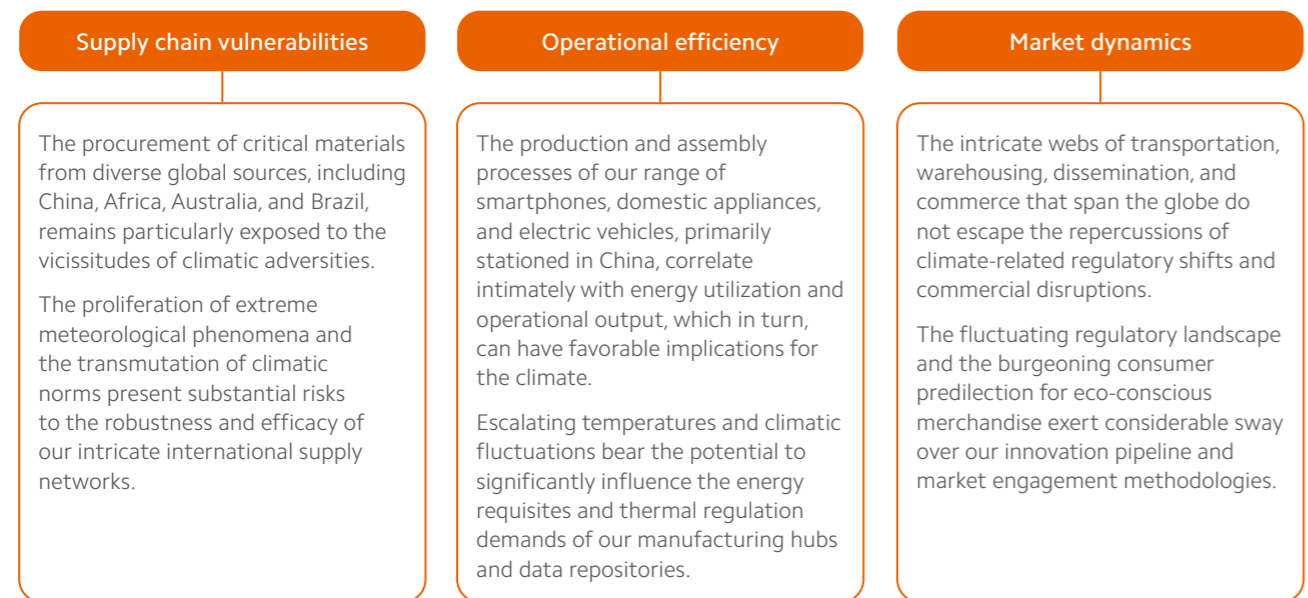 Supply chain vulnerabilities
The procurement of critical materials
from diverse global sources, including
China, Africa, Australia, and Brazil,
remains particularly exposed to the
vicissitudes of climatic adversities.
The proliferation of extreme
meteorological phenomena and
the transmutation of climatic
norms present substantial risks
to the robustness and efficacy of
our intricate international supply
networks.
Operational efficiency
The production and assembly
processes of our range of
smartphones, domestic appliances,
and electric vehicles, primarily
stationed in China, correlate
intimately with energy utilization and
operational output, which in turn,
can have favorable implications for
the climate.
Escalating temperatures and climatic
fluctuations bear the potential to
significantly influence the energy
requisites and thermal regulation
demands of our manufacturing hubs
and data repositories.
Market dynamics
The intricate webs of transportation,
warehousing, dissemination, and
commerce that span the globe do
not escape the repercussions of
climate-related regulatory shifts and
commercial disruptions.
The fluctuating regulatory landscape
and the burgeoning consumer
predilection for eco-conscious
merchandise exert considerable sway
over our innovation pipeline and
market engagement methodologies.